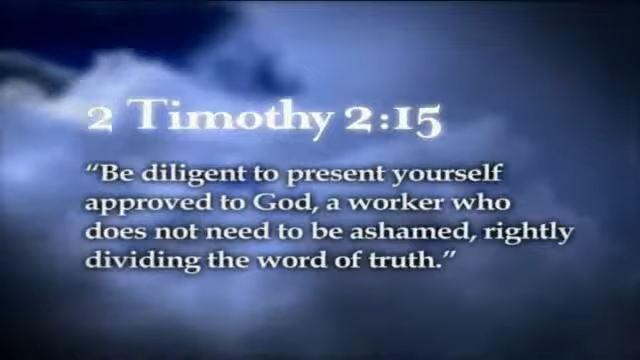 2 Timothy 2:15
“Be diligent to present yourself
approved to God, a worker who
does not need to be ashamed, rightly
dividing the word of truth.”